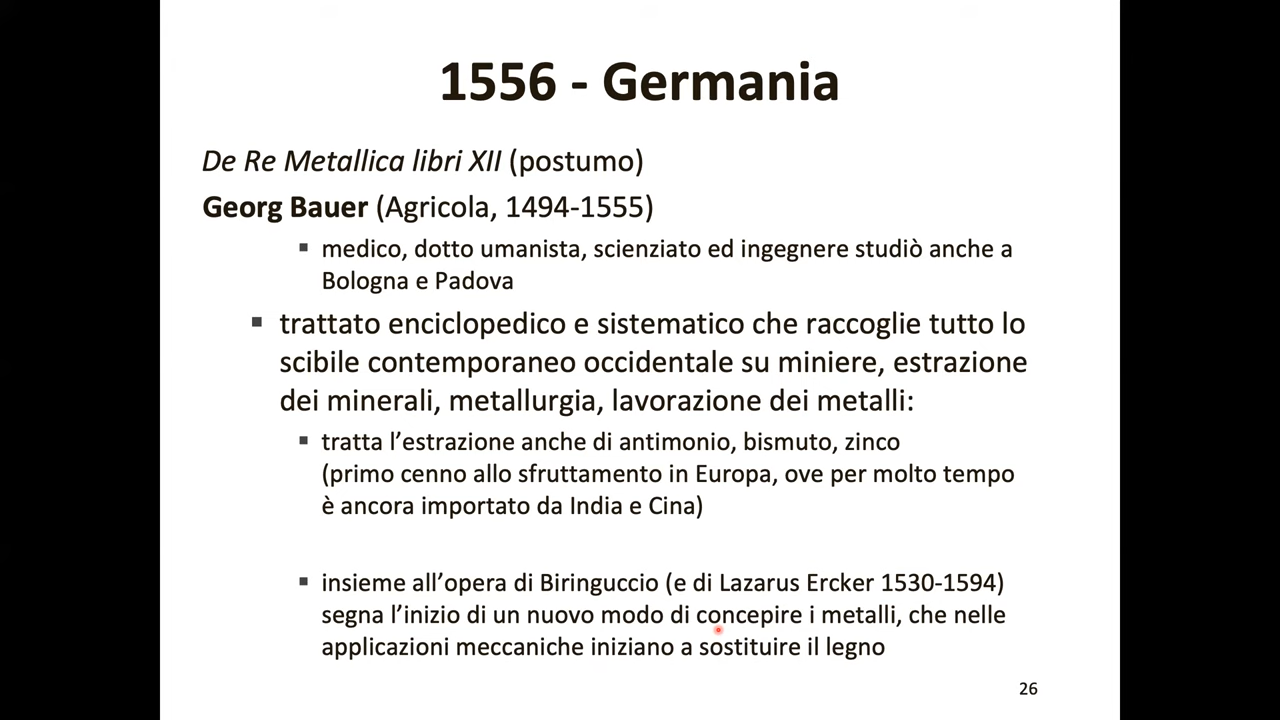 1556 - Germania
De Re Metallica libri XII (postumo)
Georg Bauer (Agricola, 1494-1555)
▪ medico, dotto umanista, scienziato ed ingegnere studiò anche a
Bologna e Padova
▪ trattato enciclopedico e sistematico che raccoglie tutto lo
scibile contemporaneo occidentale su miniere, estrazione
dei minerali, metallurgia, lavorazione dei metalli:
▪ tratta l’estrazione anche di antimonio, bismuto, zinco
(primo cenno allo sfruttamento in Europa, ove per molto tempo
è ancora importato da India e Cina)
▪ insieme all’opera di Biringuccio (e di Lazarus Ercker 1530-1594)
segna l’inizio di un nuovo modo di concepire i metalli, che nelle
applicazioni meccaniche iniziano a sostituire il legno
26